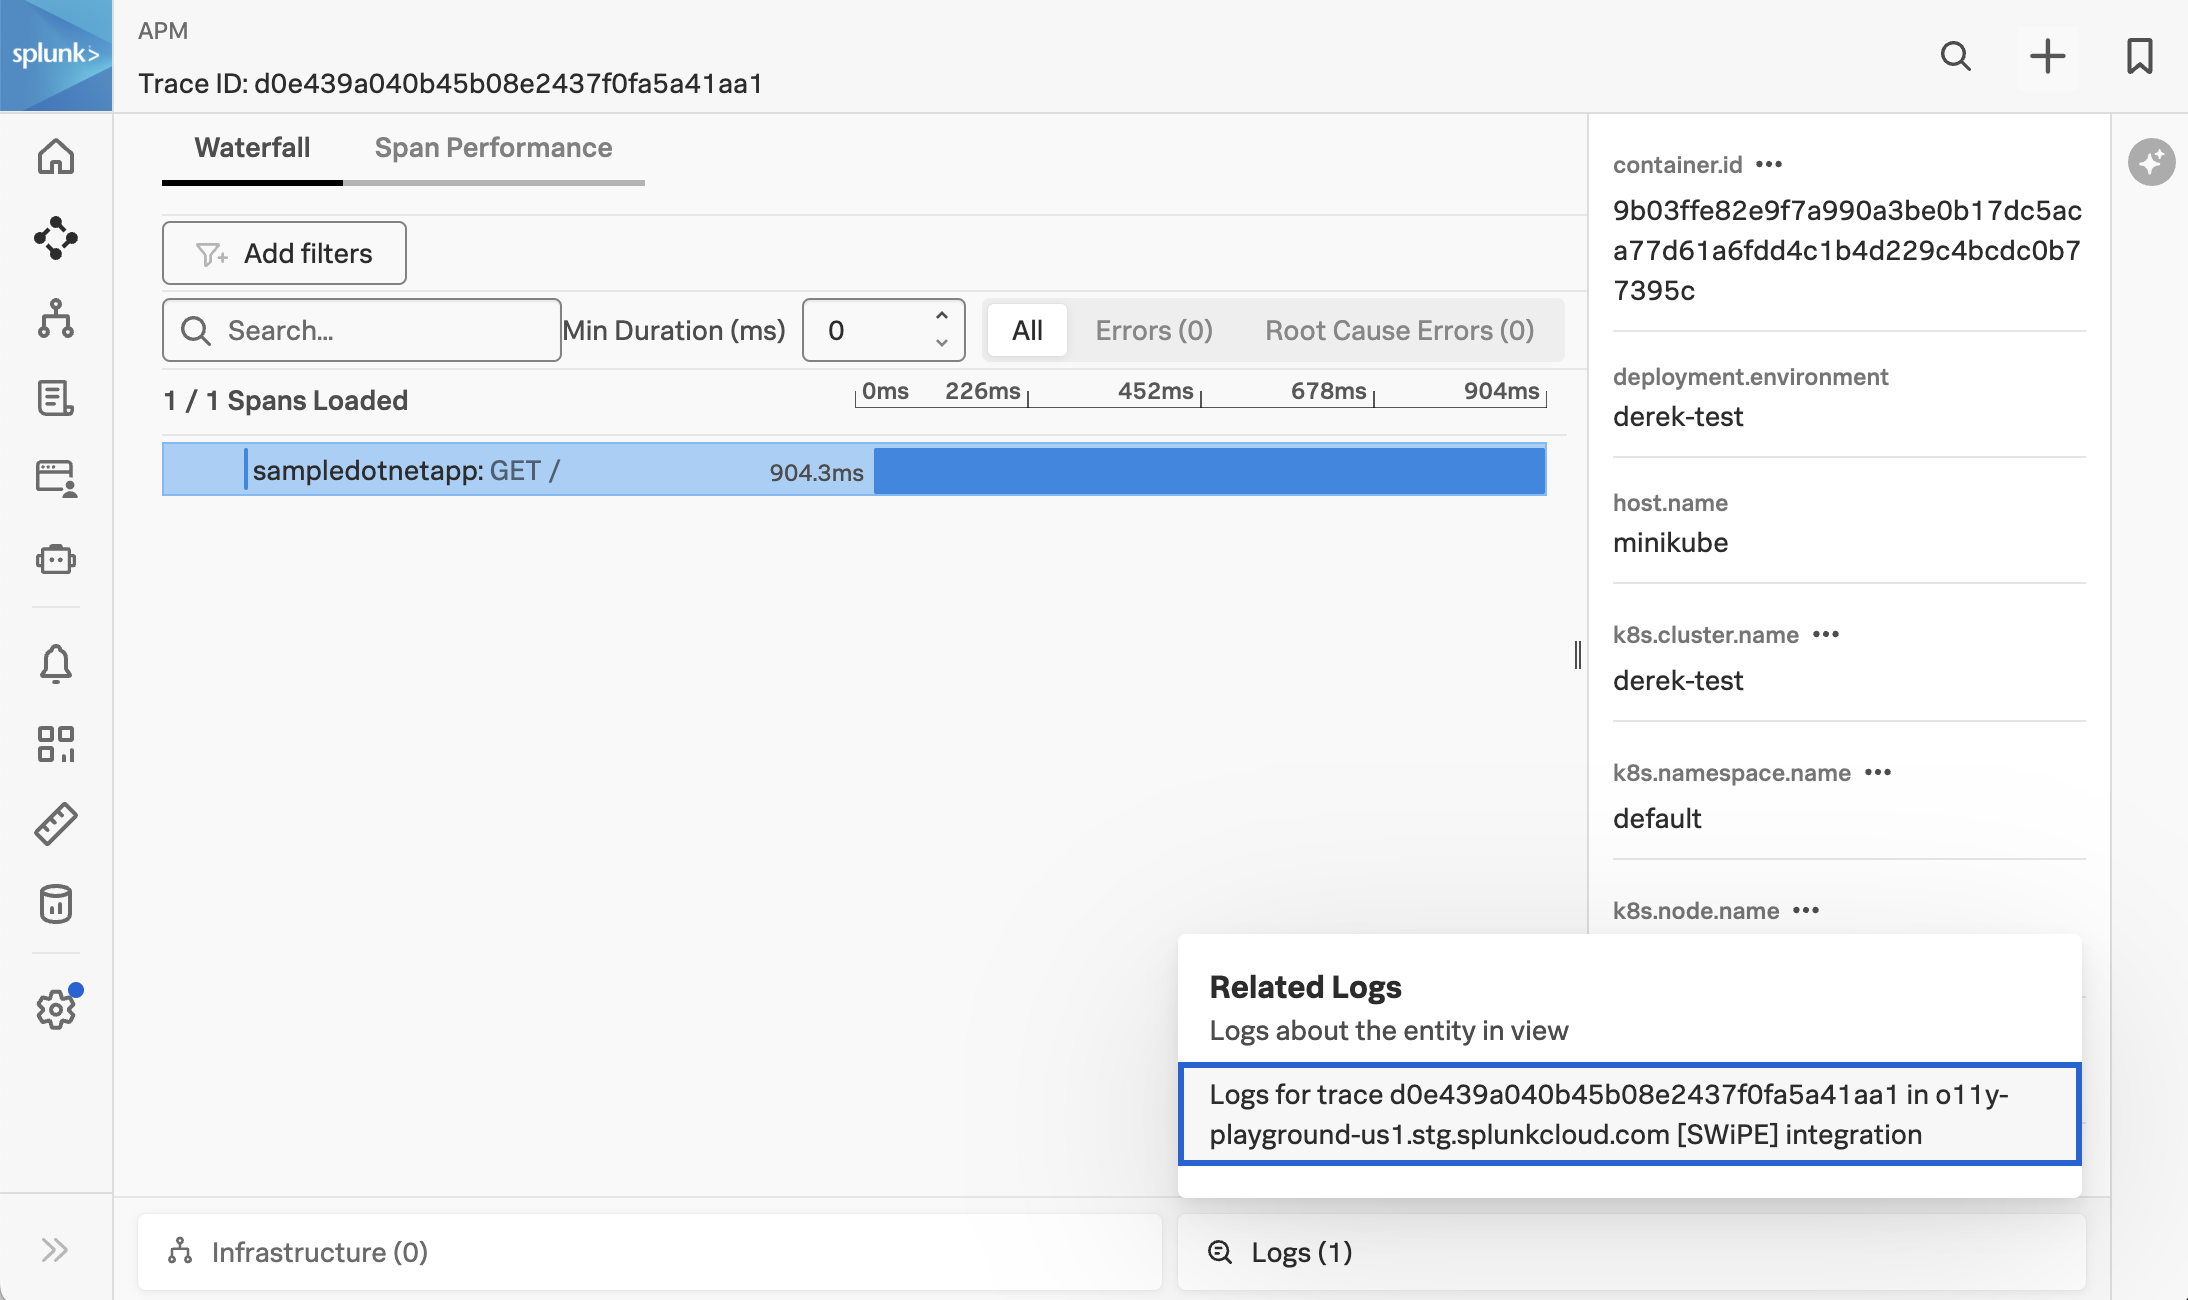 splunk>
APM
Trace ID: d0e439a040b45b08e2437f0fa5a41aa1
Waterfall
Span Performance
Add filters
Search...
Min Duration (ms)
0
All
Errors (0)
Root Cause Errors (0)
1 / 1 Spans Loaded
0ms
226ms
452ms
678ms
904ms
sampledotnetapp: GET /
904.3ms
container.id •••
9b03ffe82e9f7a990a3be0b17dc5ac
a77d61a6fdd4c1b4d229c4bcdc0b7
7395c
deployment.environment
derek-test
host.name
minikube
k8s.cluster.name •••
derek-test
k8s.namespace.name •••
default
k8s.node.name •••
Related Logs
Logs about the entity in view
Logs for trace d0e439a040b45b08e2437f0fa5a41aa1 in o11y-
playground-us1.stg.splunkcloud.com [SWiPE] integration
Infrastructure (0)
Logs (1)